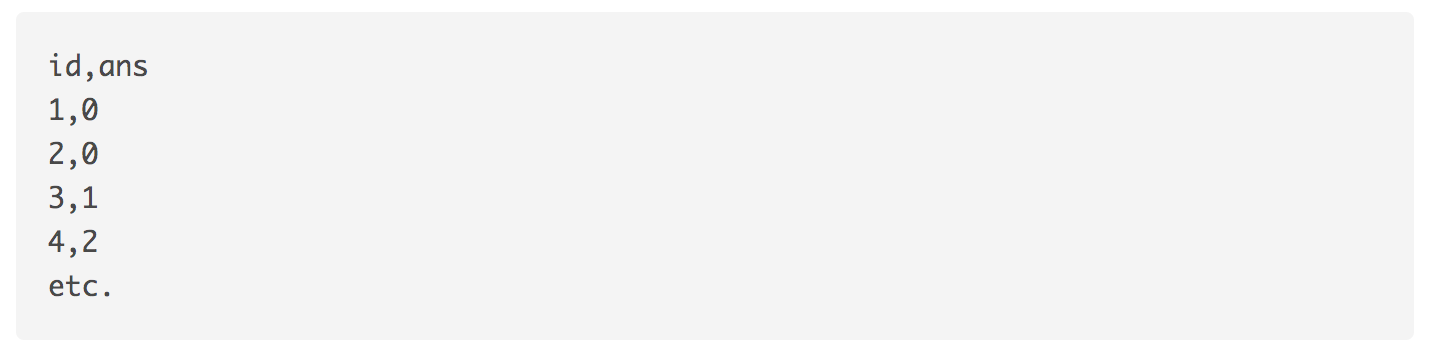 id,ans
1,0
2,0
3,1
4,2
etc.